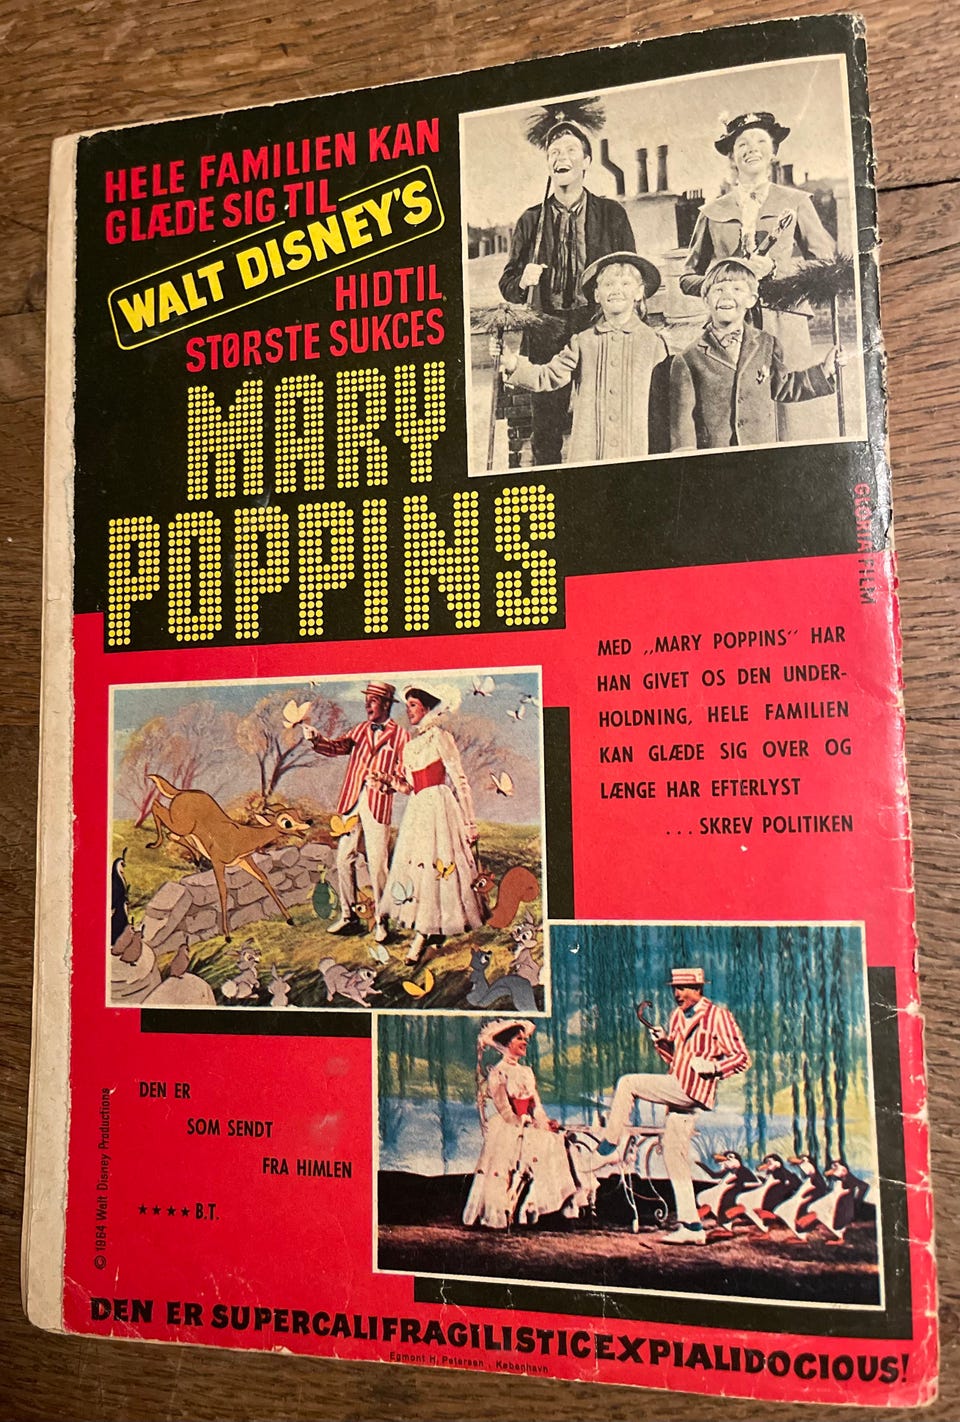 HELE FAMILIEN KAN
GLÆDE SIG TIL
WALT DISNEY'S
HIDTIL
STØRSTE SUKCES
MARY
POPPINS
GLORIA FILM
MED „MARY POPPINS" HAR
HAN GIVET OS DEN UNDER-
HOLDNING, HELE FAMILIEN
KAN GLÆDE SIG OVER OG
LÆNGE HAR EFTERLYST
... SKREV POLITIKEN
DEN ER
SOM SENDT
FRA HIMLEN
★★★★ B.T.
© 1964 Walt Disney Productions
DEN ER SUPERCALIFRAGILISTICEXPIALIDOCIOUS!
Egmont H. Petersen, København